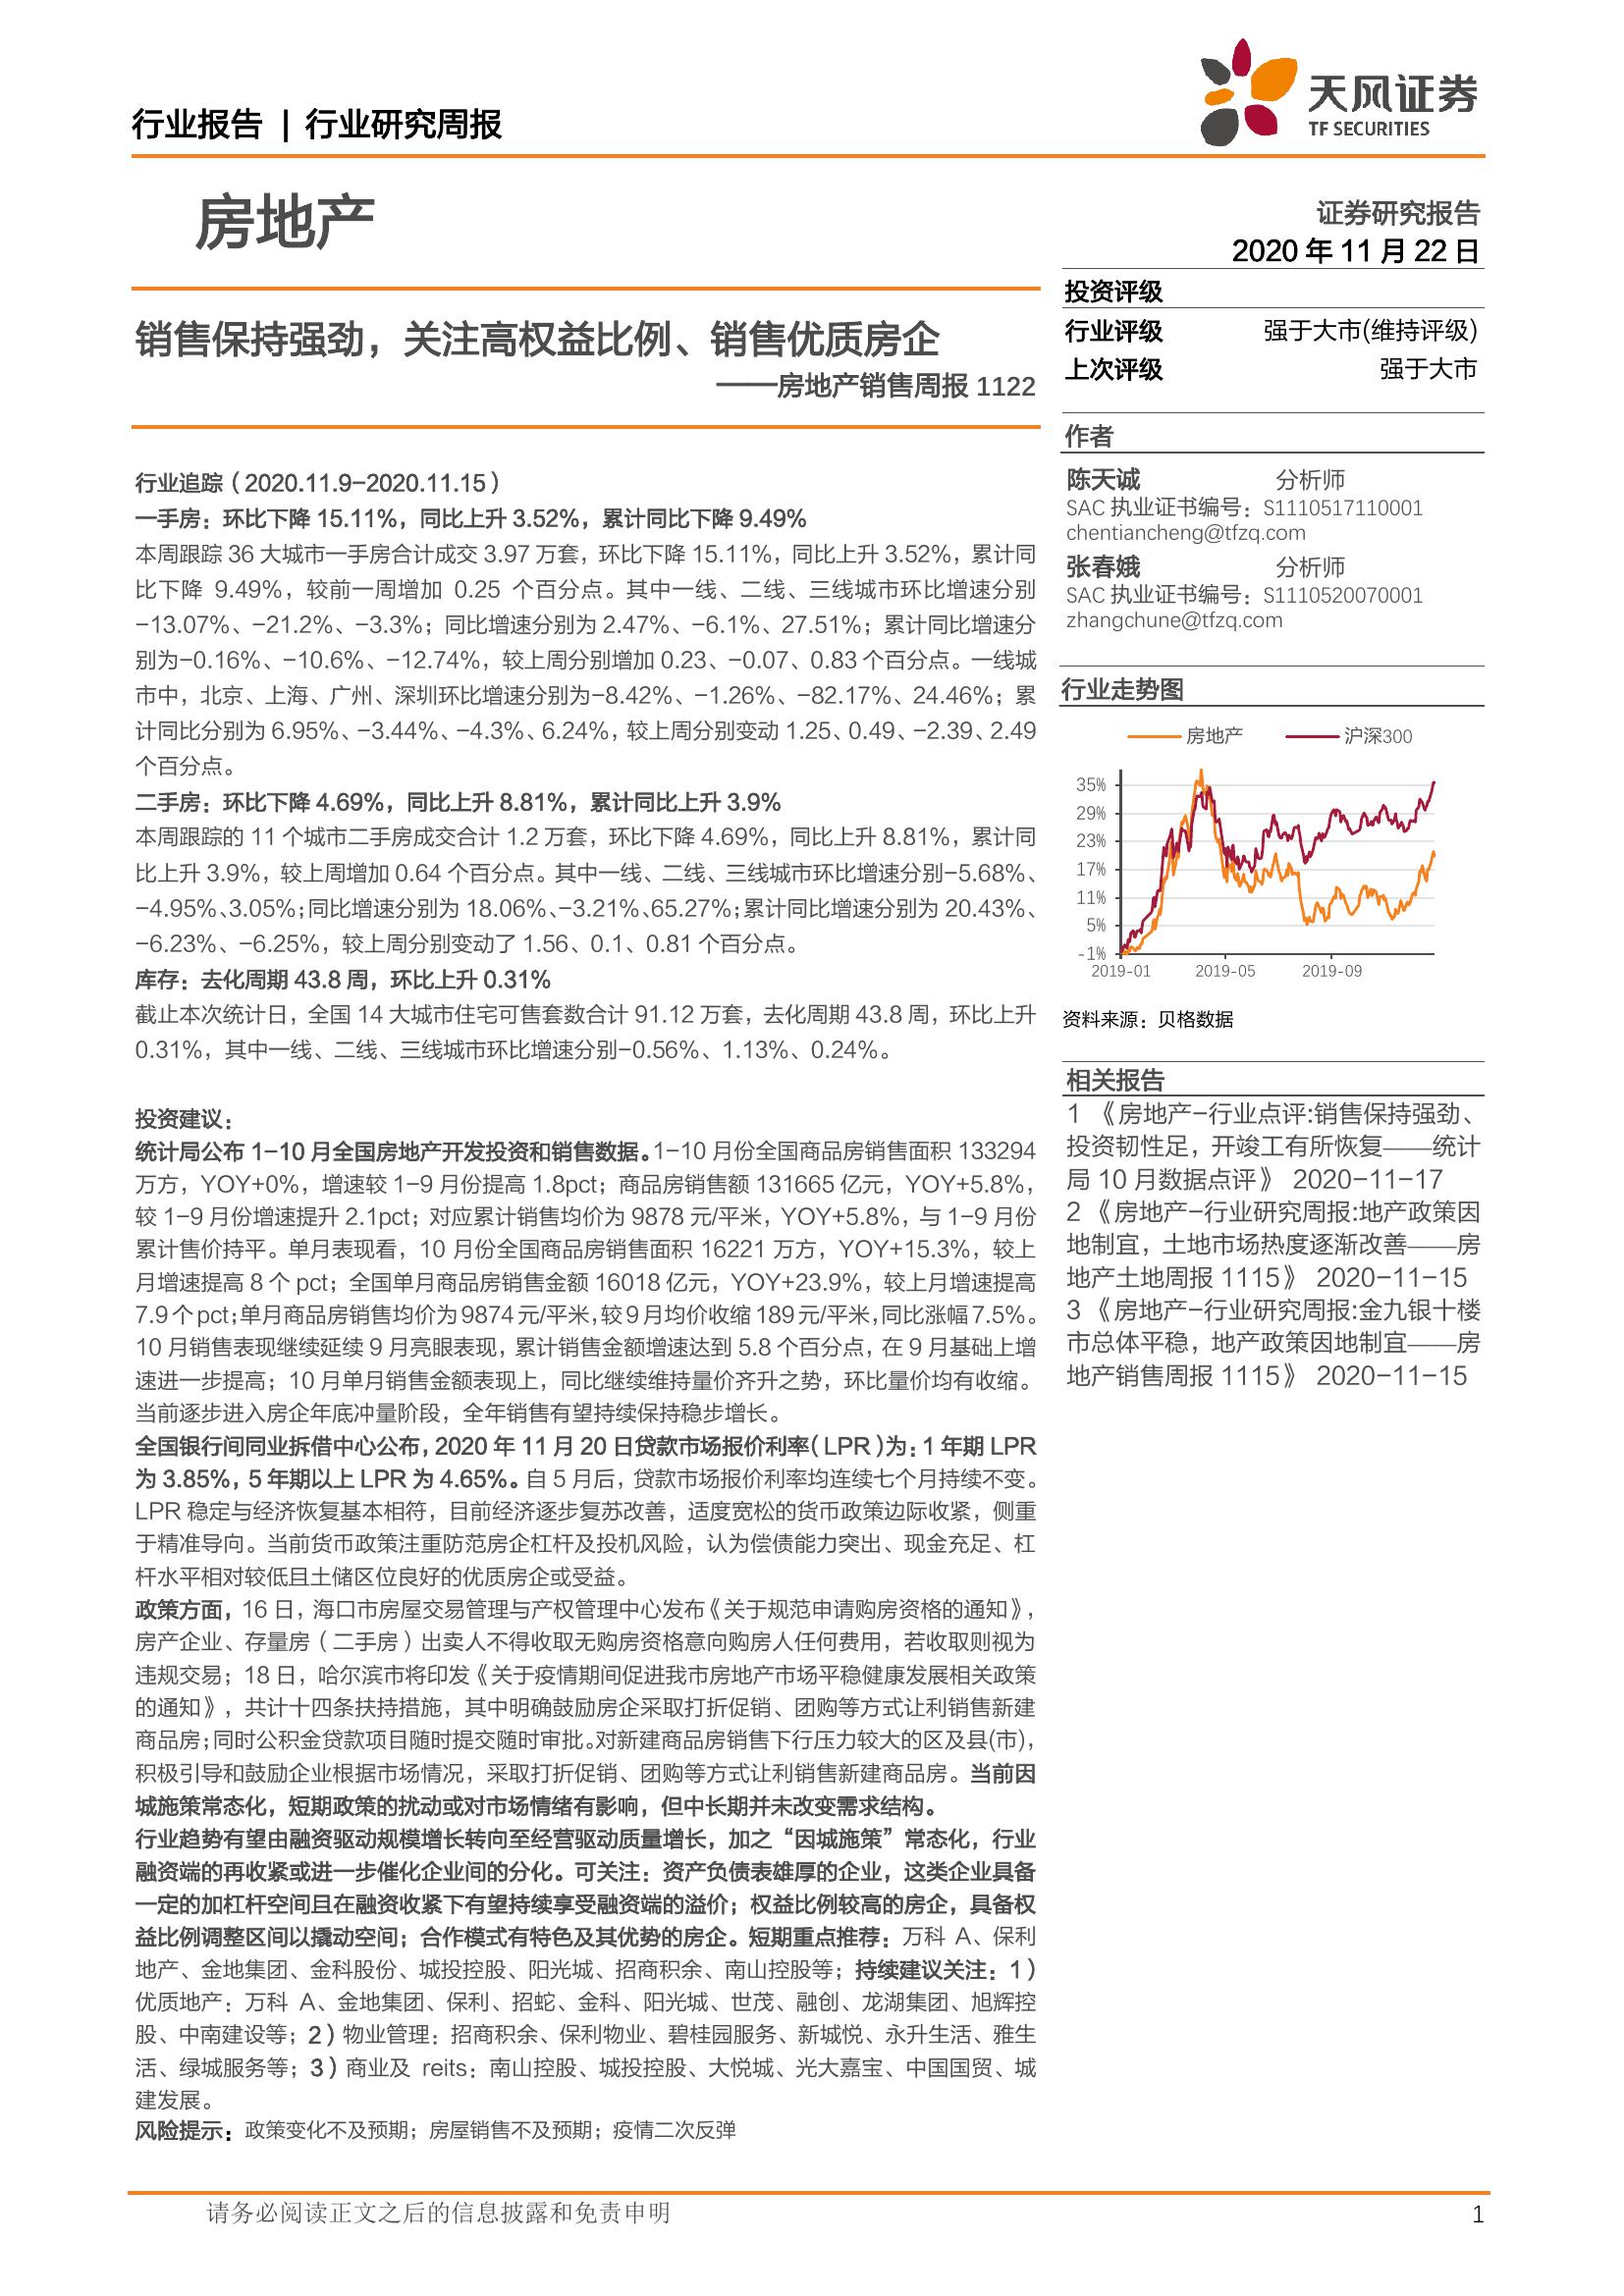 行业报告 | 行业研究周报
天风证券
TF SECURITIES
房地产
证券研究报告
2020 年 11 月 22 日
投资评级
行业评级 强于大市(维持评级)
上次评级 强于大市
销售保持强劲，关注高权益比例、销售优质房企
——房地产销售周报 1122
作者
陈天诚 分析师
SAC 执业证书编号：S1110517110001
chentiancheng@tfzq.com
张春娥 分析师
SAC 执业证书编号：S1110520070001
zhangchune@tfzq.com
行业走势图
房地产 沪深300
35%
29%
23%
17%
11%
5%
-1%
2019-01 2019-05 2019-09
资料来源：贝格数据
相关报告
1 《房地产-行业点评:销售保持强劲、
投资韧性足，开竣工有所恢复——统计
局 10 月数据点评》 2020-11-17
2 《房地产-行业研究周报:地产政策因
地制宜，土地市场热度逐渐改善——房
地产土地周报 1115》 2020-11-15
3 《房地产-行业研究周报:金九银十楼
市总体平稳，地产政策因地制宜——房
地产销售周报 1115》 2020-11-15
行业追踪（2020.11.9-2020.11.15）
一手房：环比下降 15.11%，同比上升 3.52%，累计同比下降 9.49%
本周跟踪 36 大城市一手房合计成交 3.97 万套，环比下降 15.11%，同比上升 3.52%，累计同
比下降 9.49%，较前一周增加 0.25 个百分点。其中一线、二线、三线城市环比增速分别
-13.07%、-21.2%、-3.3%；同比增速分别为 2.47%、-6.1%、27.51%；累计同比增速分
别为-0.16%、-10.6%、-12.74%，较上周分别增加 0.23、-0.07、0.83 个百分点。一线城
市中，北京、上海、广州、深圳环比增速分别为-8.42%、-1.26%、-82.17%、24.46%；累
计同比分别为 6.95%、-3.44%、-4.3%、6.24%，较上周分别变动 1.25、0.49、-2.39、2.49
个百分点。
二手房：环比下降 4.69%，同比上升 8.81%，累计同比上升 3.9%
本周跟踪的 11 个城市二手房成交合计 1.2 万套，环比下降 4.69%，同比上升 8.81%，累计同
比上升 3.9%，较上周增加 0.64 个百分点。其中一线、二线、三线城市环比增速分别-5.68%、
-4.95%、3.05%；同比增速分别为 18.06%、-3.21%、65.27%；累计同比增速分别为 20.43%、
-6.23%、-6.25%，较上周分别变动了 1.56、0.1、0.81 个百分点。
库存：去化周期 43.8 周，环比上升 0.31%
截止本次统计日，全国 14 大城市住宅可售套数合计 91.12 万套，去化周期 43.8 周，环比上升
0.31%，其中一线、二线、三线城市环比增速分别-0.56%、1.13%、0.24%。
投资建议：
统计局公布 1-10 月全国房地产开发投资和销售数据。1-10 月份全国商品房销售面积 133294
万方，YOY+0%，增速较 1-9 月份提高 1.8pct；商品房销售额 131665 亿元，YOY+5.8%，
较 1-9 月份增速提升 2.1pct；对应累计销售均价为 9878 元/平米，YOY+5.8%，与 1-9 月份
累计售价持平。单月表现看，10 月份全国商品房销售面积 16221 万方，YOY+15.3%，较上
月增速提高 8 个 pct；全国单月商品房销售金额 16018 亿元，YOY+23.9%，较上月增速提高
7.9 个 pct；单月商品房销售均价为 9874 元/平米，较 9 月均价收缩 189 元/平米，同比涨幅 7.5%。
10 月销售表现继续延续 9 月亮眼表现，累计销售金额增速达到 5.8 个百分点，在 9 月基础上增
速进一步提高；10 月单月销售金额表现上，同比继续维持量价齐升之势，环比量价均有收缩。
当前逐步进入房企年底冲量阶段，全年销售有望持续保持稳步增长。
全国银行间同业拆借中心公布，2020 年 11 月 20 日贷款市场报价利率（LPR）为：1 年期 LPR
为 3.85%，5 年期以上 LPR 为 4.65%。自 5 月后，贷款市场报价利率均连续七个月持续不变。
LPR 稳定与经济恢复基本相符，目前经济逐步复苏改善，适度宽松的货币政策边际收紧，侧重
于精准导向。当前货币政策注重防范房企杠杆及投机风险，认为偿债能力突出、现金充足、杠
杆水平相对较低且土储区位良好的优质房企或受益。
政策方面，16 日，海口市房屋交易管理与产权管理中心发布《关于规范申请购房资格的通知》，
房产企业、存量房（二手房）出卖人不得收取无购房资格意向购房人任何费用，若收取则视为
违规交易；18 日，哈尔滨市将印发《关于疫情期间促进我市房地产市场平稳健康发展相关政策
的通知》，共计十四条扶持措施，其中明确鼓励房企采取打折促销、团购等方式让利销售新建
商品房；同时公积金贷款项目随时提交随时审批。对新建商品房销售下行压力较大的区及县(市)，
积极引导和鼓励企业根据市场情况，采取打折促销、团购等方式让利销售新建商品房。当前因
城施策常态化，短期政策的扰动或对市场情绪有影响，但中长期并未改变需求结构。
行业趋势有望由融资驱动规模增长转向至经营驱动质量增长，加之“因城施策”常态化，行业
融资端的再收紧或进一步催化企业间的分化。可关注：资产负债表雄厚的企业，这类企业具备
一定的加杠杆空间且在融资收紧下有望持续享受融资端的溢价；权益比例较高的房企，具备权
益比例调整区间以撬动空间；合作模式有特色及其优势的房企。短期重点推荐：万科 A、保利
地产、金地集团、金科股份、城投控股、阳光城、招商积余、南山控股等；持续建议关注：1）
优质地产：万科 A、金地集团、保利、招蛇、金科、阳光城、世茂、融创、龙湖集团、旭辉控
股、中南建设等；2）物业管理：招商积余、保利物业、碧桂园服务、新城悦、永升生活、雅生
活、绿城服务等；3）商业及 reits：南山控股、城投控股、大悦城、光大嘉宝、中国国贸、城
建发展。
风险提示：政策变化不及预期；房屋销售不及预期；疫情二次反弹
请务必阅读正文之后的信息披露和免责申明 1